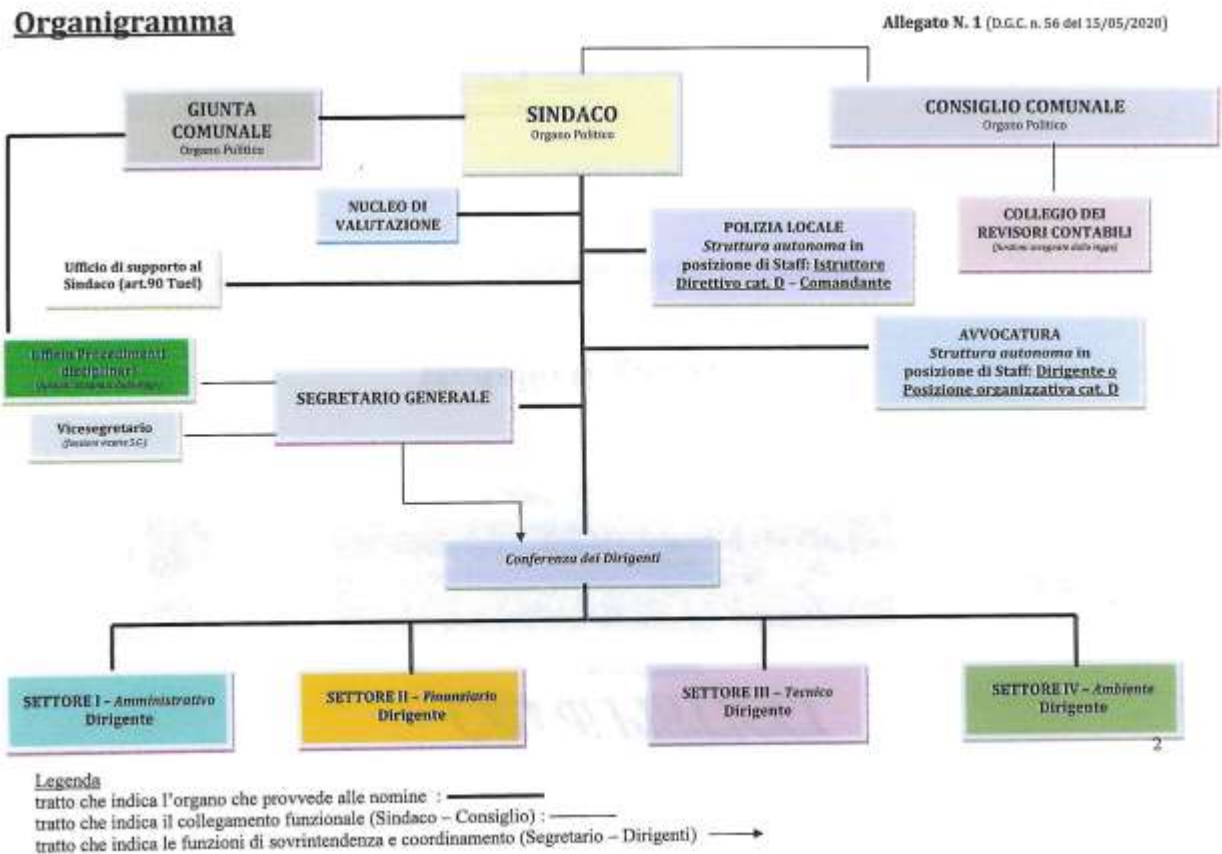 Organigramma
Allegato N. 1 (D.G.C. n. 56 del 15/05/2020)
GIUNTA
COMUNALE
Organo Politico
SINDACO
Organo Politico
CONSIGLIO COMUNALE
Organo Politico
NUCLEO DI
VALUTAZIONE
POLIZIA LOCALE
Struttura autonoma in
posizione di Staff: Istruttore
Direttivo cat. D – Comandante
COLLEGIO DEI
REVISORI CONTABILI
(funzioni assegnate dalla legge)
Ufficio di supporto al
Sindaco (art.90 Tuel)
AVVOCATURA
Struttura autonoma in
posizione di Staff: Dirigente o
Posizione organizzativa cat. D
Ufficio Procedimenti
disciplinari
SEGRETARIO GENERALE
Vicesegretario
Conferenza dei Dirigenti
SETTORE I – Amministrativo
Dirigente
SETTORE II – Finanziario
Dirigente
SETTORE III – Tecnico
Dirigente
SETTORE IV – Ambiente
Dirigente
2
Legenda
tratto che indica l'organo che provvede alle nomine :
tratto che indica il collegamento funzionale (Sindaco – Consiglio) :
tratto che indica le funzioni di sovrintendenza e coordinamento (Segretario – Dirigenti)